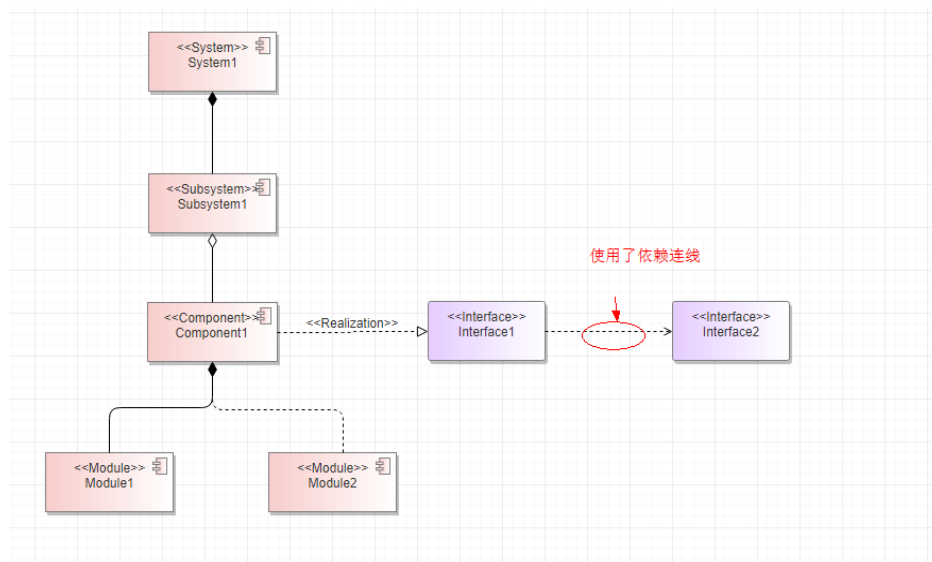 <<System>>
System1
<<Subsystem>>
Subsystem1
使用了依赖连线
<<Component>>
Component1
<<Realization>>
<<Interface>>
Interface1
<<Interface>>
Interface2
<<Module>>
Module1
<<Module>>
Module2